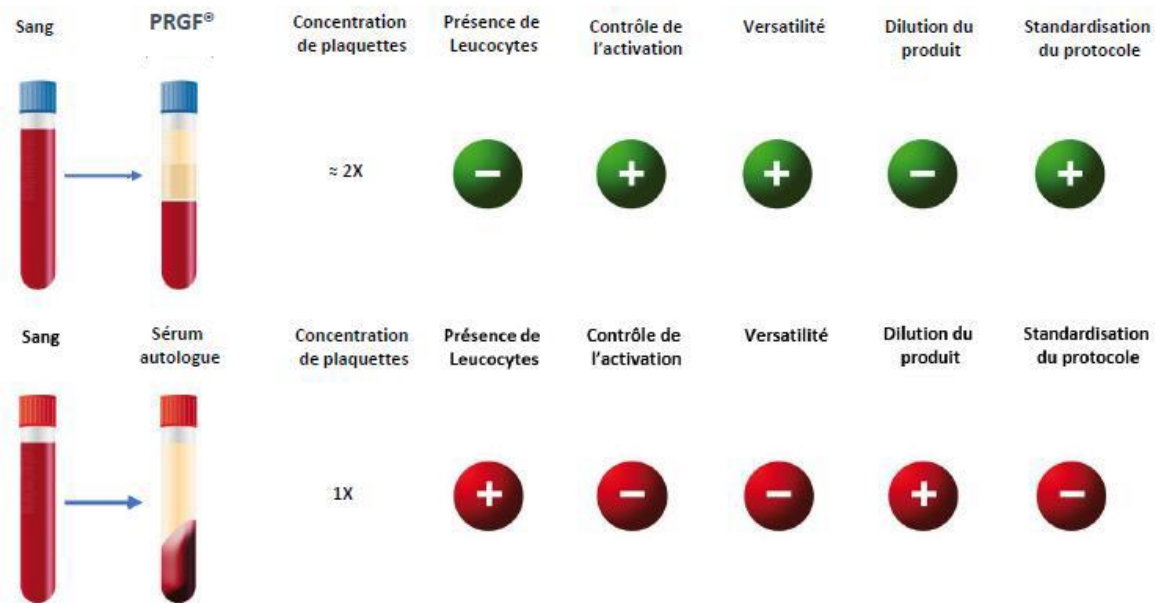 Sang
PRGF®
Concentration
de plaquettes
Présence de
Leucocytes
Contrôle de
l'activation
Versatilité
Dilution du
produit
Standardisation
du protocole
≈ 2X
−
+
+
−
+
Sang
Sérum
autologue
Concentration
de plaquettes
Présence de
Leucocytes
Contrôle de
l'activation
Versatilité
Dilution du
produit
Standardisation
du protocole
1X
+
−
−
+
−